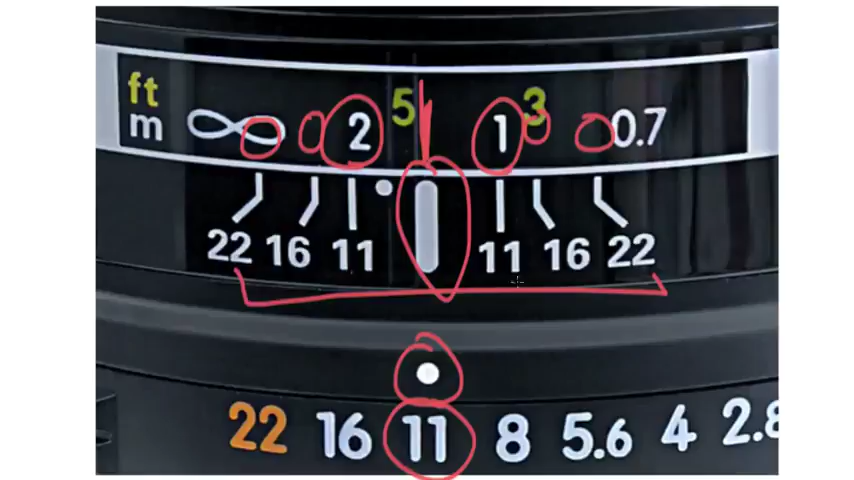 ft 5 3
m ∞ 2 1 0.7
22 16 11 11 16 22
22 16 11 8 5.6 4 2.8